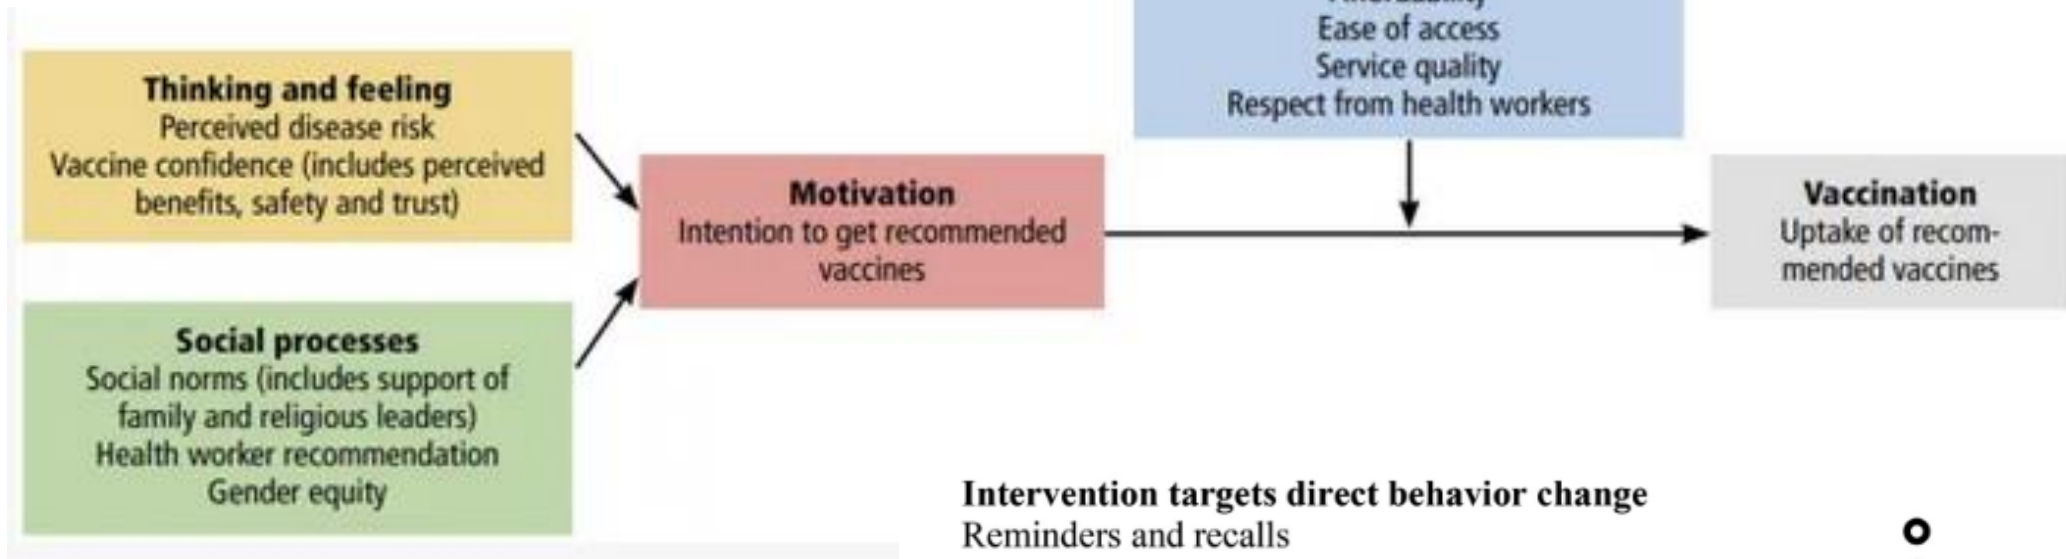 Thinking and feeling
Perceived disease risk
Vaccine confidence (includes perceived
benefits, safety and trust)
Social processes
Social norms (includes support of
family and religious leaders)
Health worker recommendation
Gender equity
Motivation
Intention to get recommended
vaccines
Ease of access
Service quality
Respect from health workers
Vaccination
Uptake of recom-
mended vaccines
Intervention targets direct behavior change
Reminders and recalls